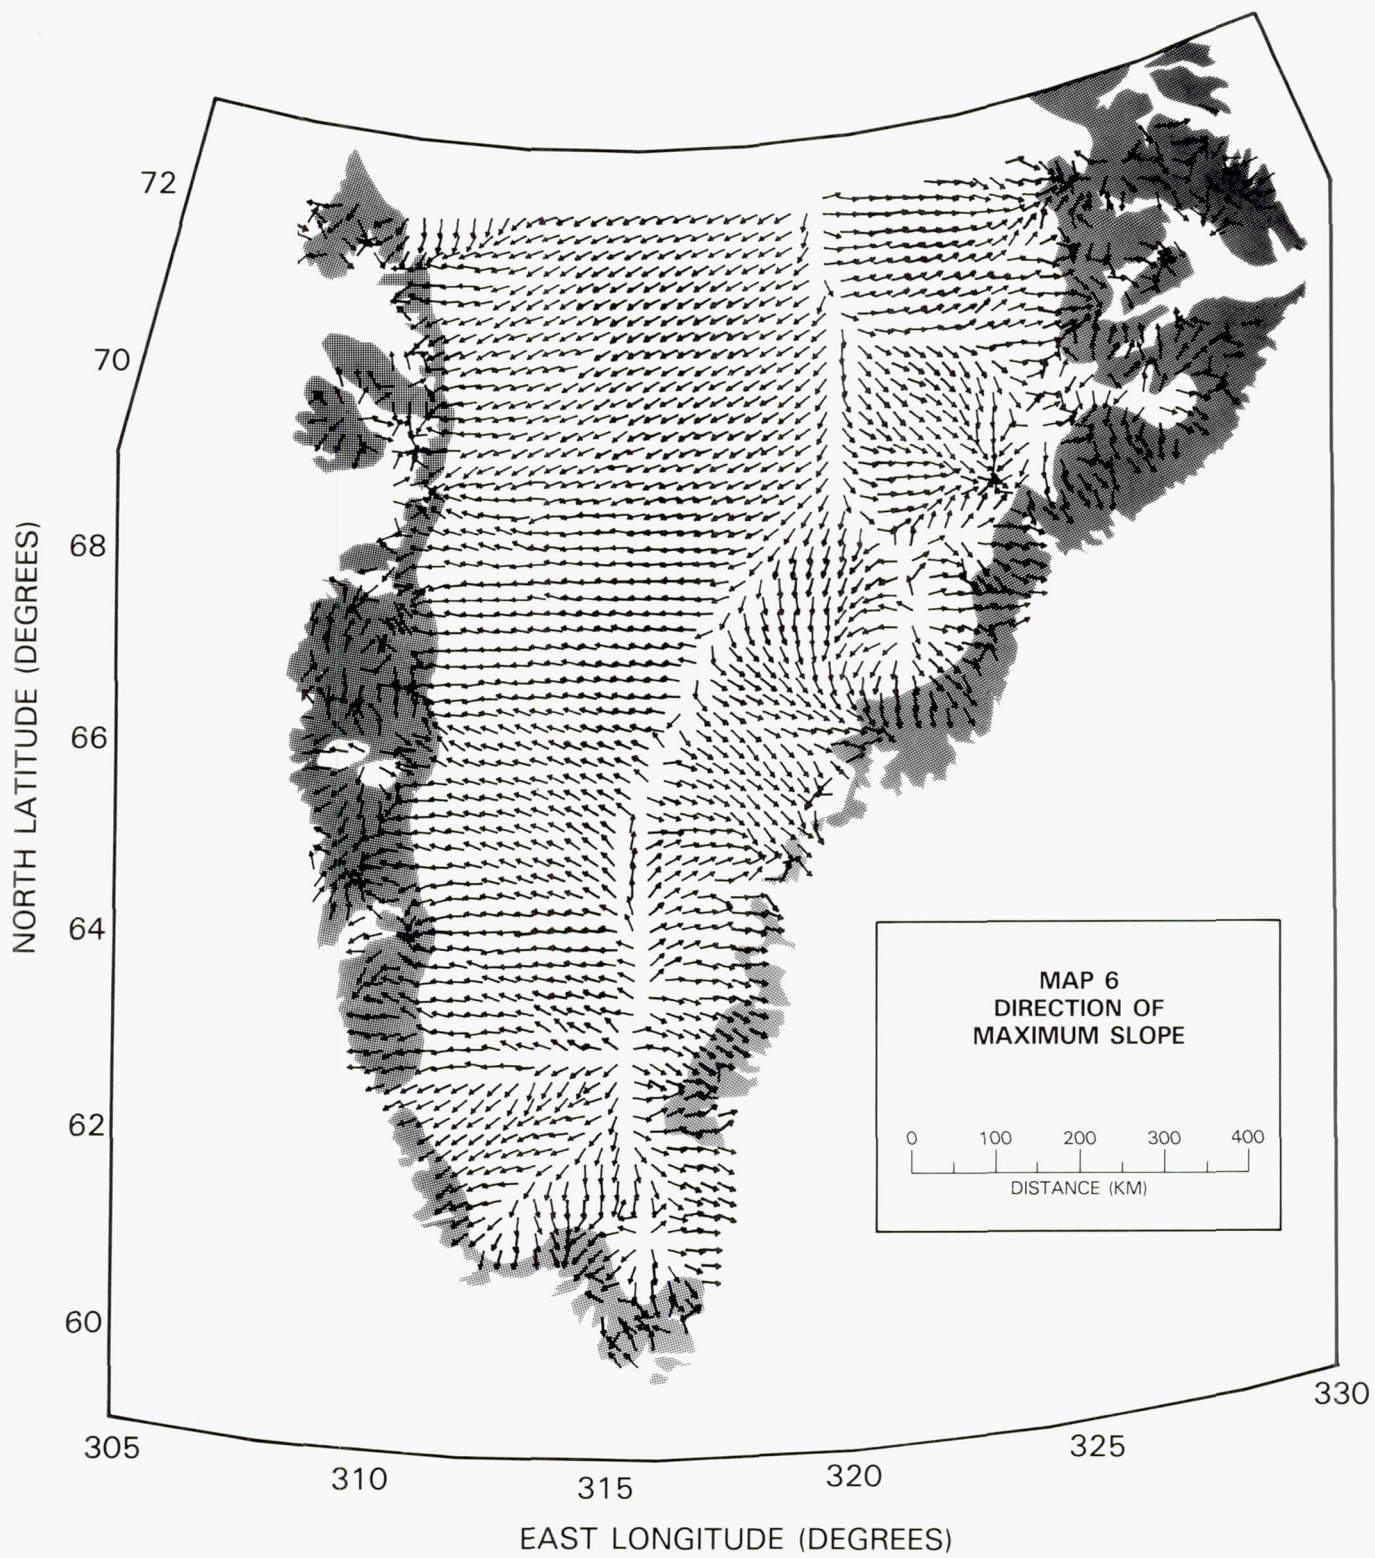 72
70
68
66
64
62
60
NORTH LATITUDE (DEGREES)
MAP 6
DIRECTION OF
MAXIMUM SLOPE
0 100 200 300 400
DISTANCE (KM)
305
310
315
320
325
330
EAST LONGITUDE (DEGREES)